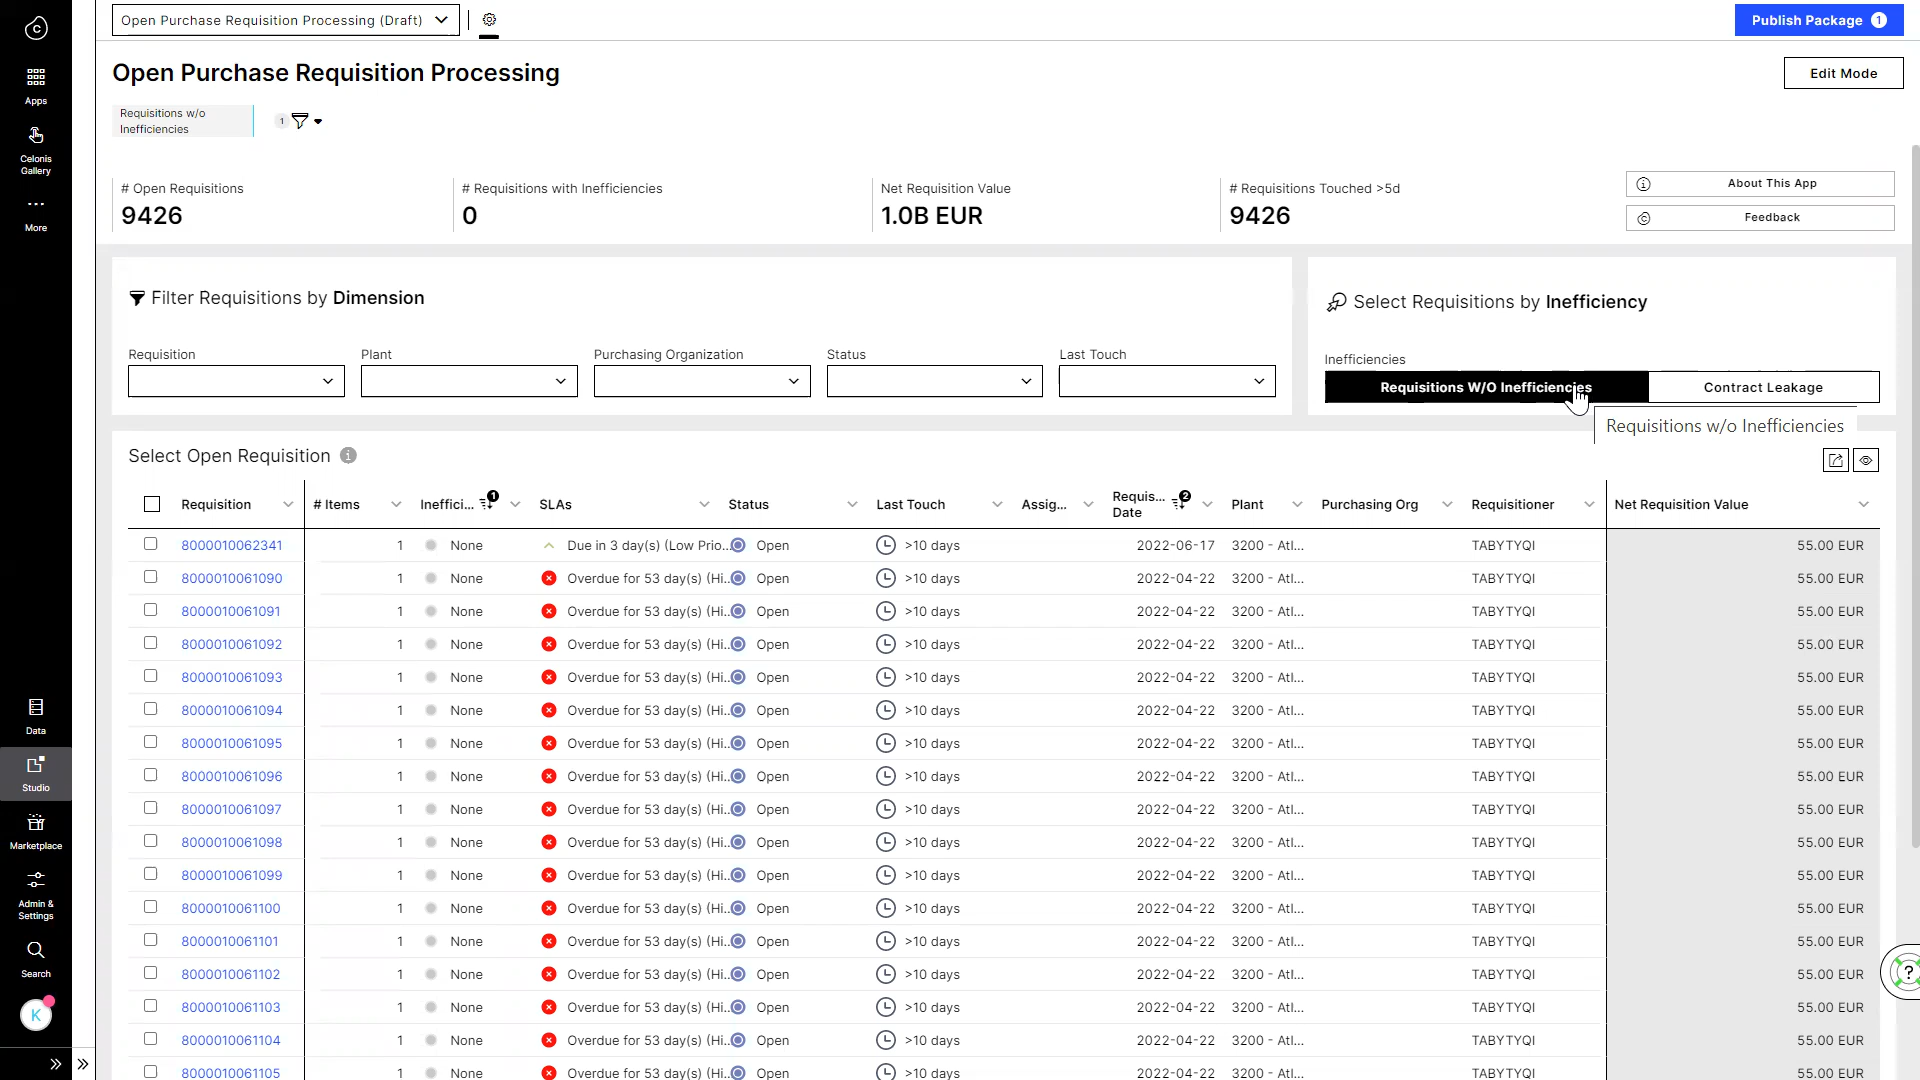 Open Purchase Requisition Processing (Draft)
Publish Package 1
Open Purchase Requisition Processing
Edit Mode
Requisitions w/o
Inefficiencies
1
# Open Requisitions
9426
# Requisitions with Inefficiencies
0
Net Requisition Value
1.0B EUR
# Requisitions Touched >5d
9426
About This App
Feedback
Apps
Celonis
Gallery
More
Data
Studio
Marketplace
Admin &
Settings
Search
K
Filter Requisitions by Dimension
Requisition
Plant
Purchasing Organization
Status
Last Touch
Select Requisitions by Inefficiency
Inefficiencies
Requisitions W/O Inefficiencies
Contract Leakage
Requisitions w/o Inefficiencies
Select Open Requisition
Requisition # Items Ineffici... 1 SLAs Status Last Touch Assig... Requis... 2 Date Plant Purchasing Org Requisitioner Net Requisition Value
8000010062341 1 None Due in 3 day(s) (Low Prio... Open >10 days 2022-06-17 3200 - Atl... TABYTYQI 55.00 EUR
8000010061090 1 None Overdue for 53 day(s) (Hi... Open >10 days 2022-04-22 3200 - Atl... TABYTYQI 55.00 EUR
8000010061091 1 None Overdue for 53 day(s) (Hi... Open >10 days 2022-04-22 3200 - Atl... TABYTYQI 55.00 EUR
8000010061092 1 None Overdue for 53 day(s) (Hi... Open >10 days 2022-04-22 3200 - Atl... TABYTYQI 55.00 EUR
8000010061093 1 None Overdue for 53 day(s) (Hi... Open >10 days 2022-04-22 3200 - Atl... TABYTYQI 55.00 EUR
8000010061094 1 None Overdue for 53 day(s) (Hi... Open >10 days 2022-04-22 3200 - Atl... TABYTYQI 55.00 EUR
8000010061095 1 None Overdue for 53 day(s) (Hi... Open >10 days 2022-04-22 3200 - Atl... TABYTYQI 55.00 EUR
8000010061096 1 None Overdue for 53 day(s) (Hi... Open >10 days 2022-04-22 3200 - Atl... TABYTYQI 55.00 EUR
8000010061097 1 None Overdue for 53 day(s) (Hi... Open >10 days 2022-04-22 3200 - Atl... TABYTYQI 55.00 EUR
8000010061098 1 None Overdue for 53 day(s) (Hi... Open >10 days 2022-04-22 3200 - Atl... TABYTYQI 55.00 EUR
8000010061099 1 None Overdue for 53 day(s) (Hi... Open >10 days 2022-04-22 3200 - Atl... TABYTYQI 55.00 EUR
8000010061100 1 None Overdue for 53 day(s) (Hi... Open >10 days 2022-04-22 3200 - Atl... TABYTYQI 55.00 EUR
8000010061101 1 None Overdue for 53 day(s) (Hi... Open >10 days 2022-04-22 3200 - Atl... TABYTYQI 55.00 EUR
8000010061102 1 None Overdue for 53 day(s) (Hi... Open >10 days 2022-04-22 3200 - Atl... TABYTYQI 55.00 EUR
8000010061103 1 None Overdue for 53 day(s) (Hi... Open >10 days 2022-04-22 3200 - Atl... TABYTYQI 55.00 EUR
8000010061104 1 None Overdue for 53 day(s) (Hi... Open >10 days 2022-04-22 3200 - Atl... TABYTYQI 55.00 EUR
8000010061105 1 None Overdue for 53 day(s) (Hi... Open >10 days 2022-04-22 3200 - Atl... TABYTYQI 55.00 EUR
?